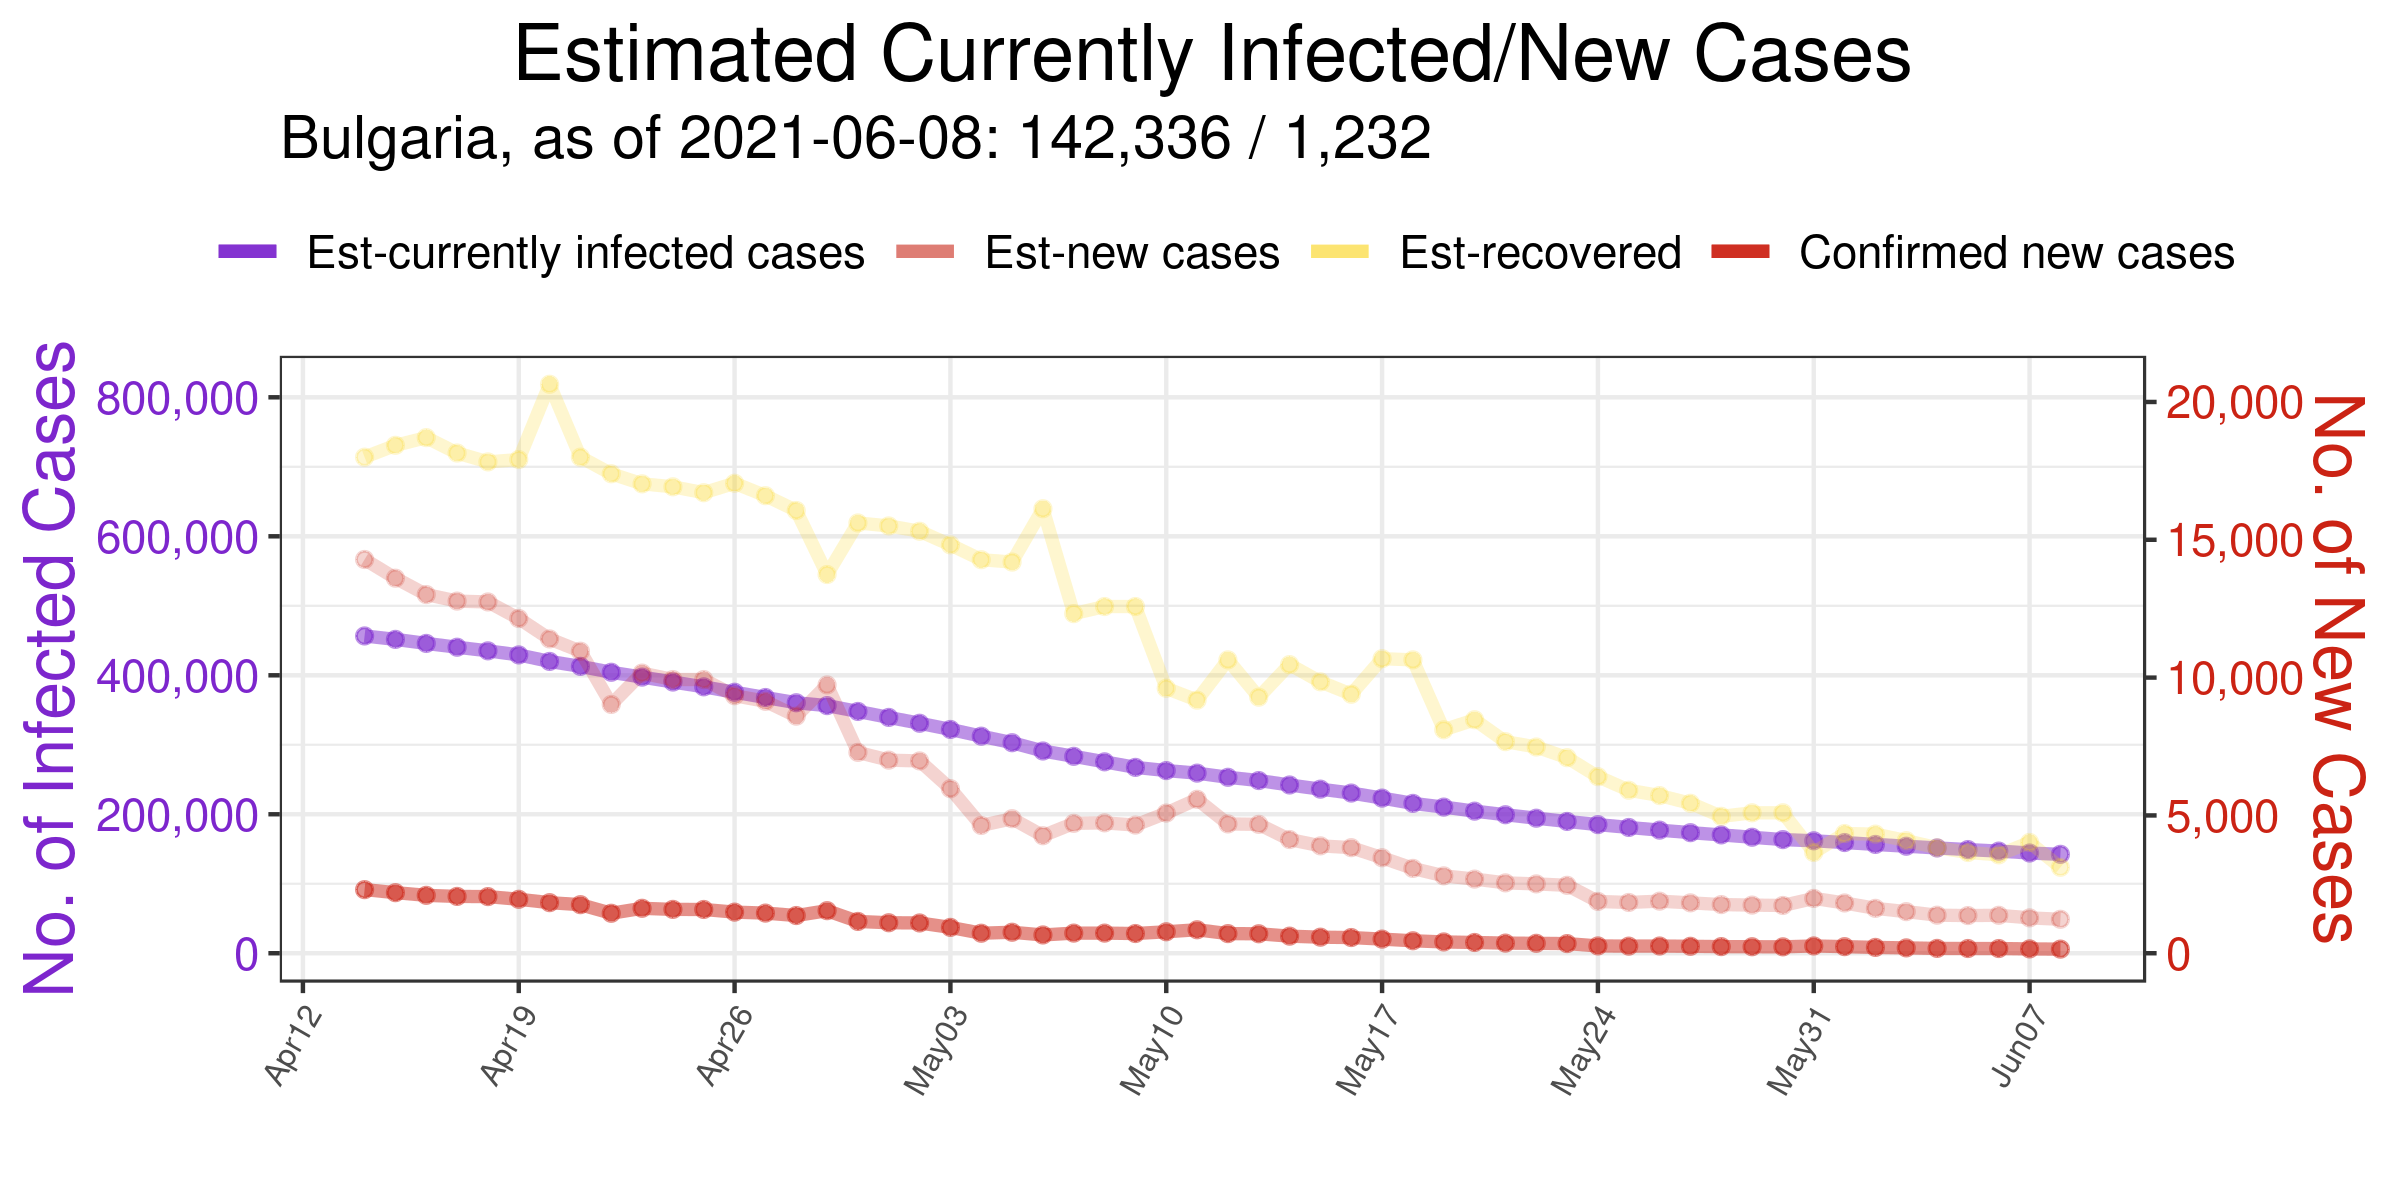 Estimated Currently Infected/New Cases
Bulgaria, as of 2021-06-08: 142,336 / 1,232
Est-currently infected cases Est-new cases Est-recovered Confirmed new cases
No. of Infected Cases
800,000
600,000
400,000
200,000
0
20,000
15,000
10,000
5,000
0
No. of New Cases
Apr12 Apr19 Apr26 May03 May10 May17 May24 May31 Jun07